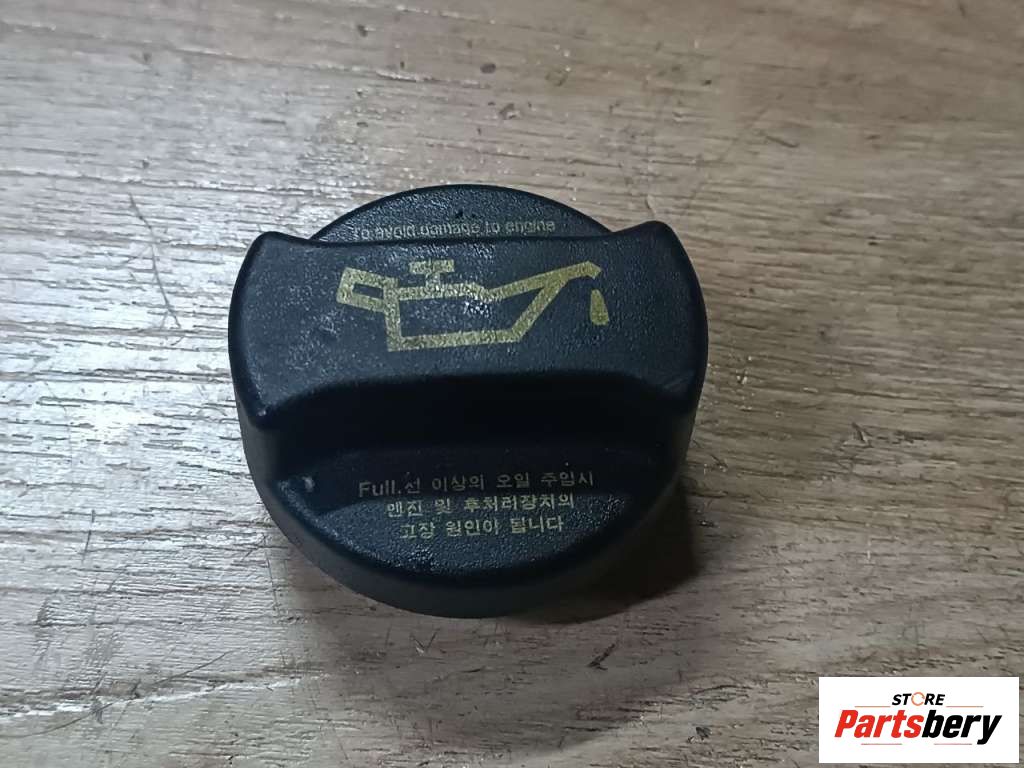 To avoid damage to engine
Full.선 이상의 오일 주입시
엔진 및 후처리장치의
고장 원인이 됩니다
STORE
Partsbery